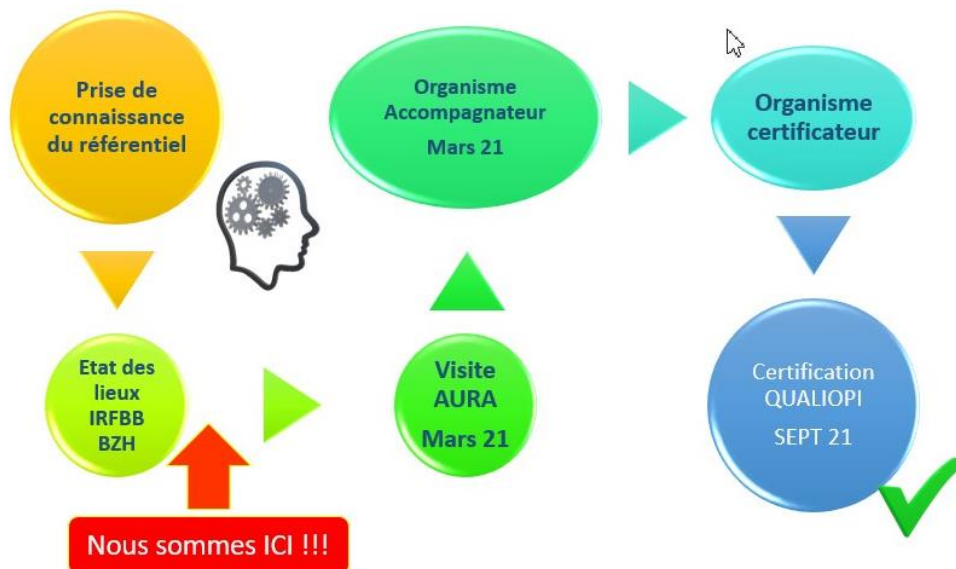 Prise de
connaissance
du référentiel
Etat des
lieux
IRFBB
BZH
Nous sommes ICI !!!
Visite
AURA
Mars 21
Organisme
Accompagnateur
Mars 21
Organisme
certificateur
Certification
QUALIOPI
SEPT 21